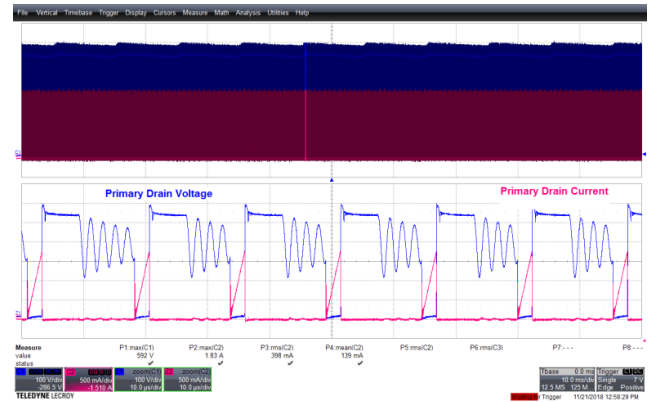 File Vertical Timebase Trigger Display Cursors Measure Math Analysis Utilities Help
Primary Drain Voltage
Primary Drain Current
Measure P1:max(C1) P2:max(C2) P3:rms(C2) P4:mean(C2) P5:rms(C2) P6:rms(C3) P7:- - - P8:- - -
value 592 V 1.83 A 398 mA 139 mA
status
zoom(C1) zoom(C2) Tbase 0.0 ms Trigger
100 V/div 500 mA/div 100 V/div 500 mA/div 10.0 ms/div Single 7 V
-286.5 V -1.510 A 10.0 µs/div 10.0 µs/div 12.5 MS 125 M Edge Positive
TELEDYNE LECROY Trigger 11/21/2018 12:58:29 PM